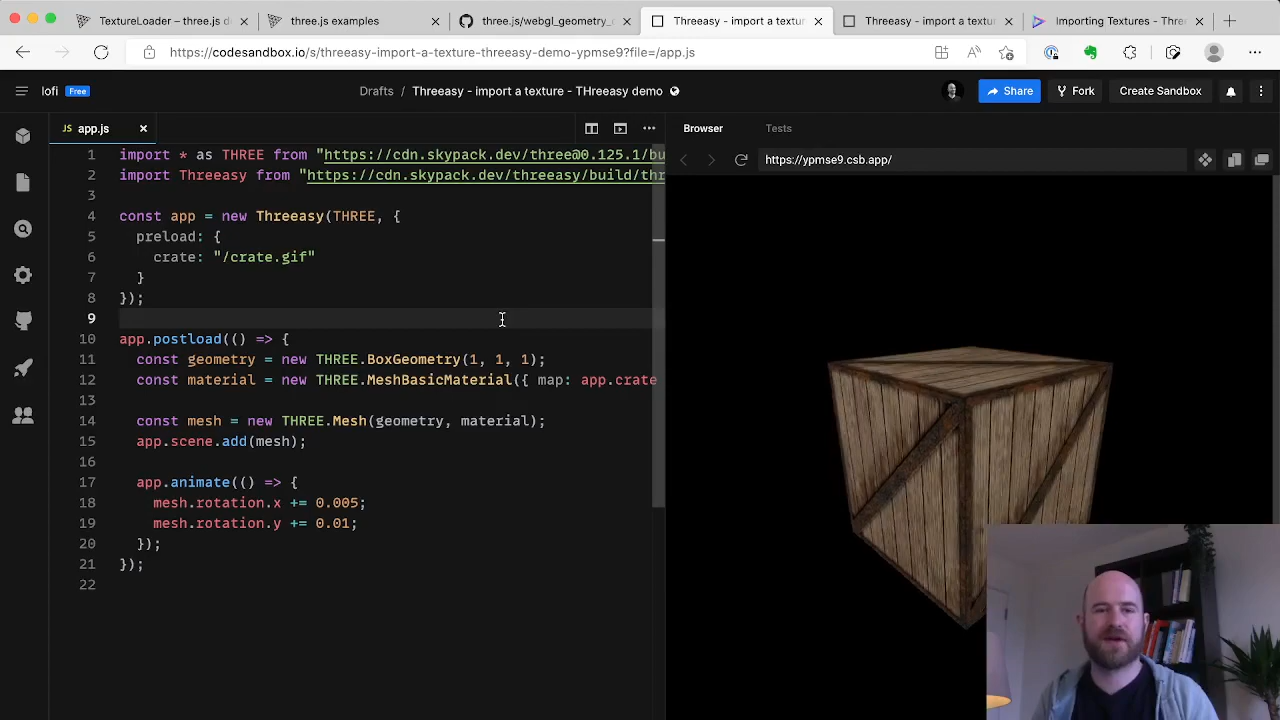 TextureLoader – three.js d
three.js examples
three.js/webgl_geometry_
Threeasy - import a textur
Threeasy - import a textur
Importing Textures - Thre
https://codesandbox.io/s/threeasy-import-a-texture-threeasy-demo-ypmse9?file=/app.js
lofi Free
Drafts / Threeasy - import a texture - THreeasy demo
Share Fork Create Sandbox
JS app.js
Browser Tests
https://ypmse9.csb.app/
1 import * as THREE from "https://cdn.skypack.dev/three@0.125.1/bu
2 import Threeasy from "https://cdn.skypack.dev/threeasy/build/thr
3
4 const app = new Threeasy(THREE, {
5 preload: {
6 crate: "/crate.gif"
7 }
8 });
9
10 app.postload(() => {
11 const geometry = new THREE.BoxGeometry(1, 1, 1);
12 const material = new THREE.MeshBasicMaterial({ map: app.crate
13
14 const mesh = new THREE.Mesh(geometry, material);
15 app.scene.add(mesh);
16
17 app.animate(() => {
18 mesh.rotation.x += 0.005;
19 mesh.rotation.y += 0.01;
20 });
21 });
22